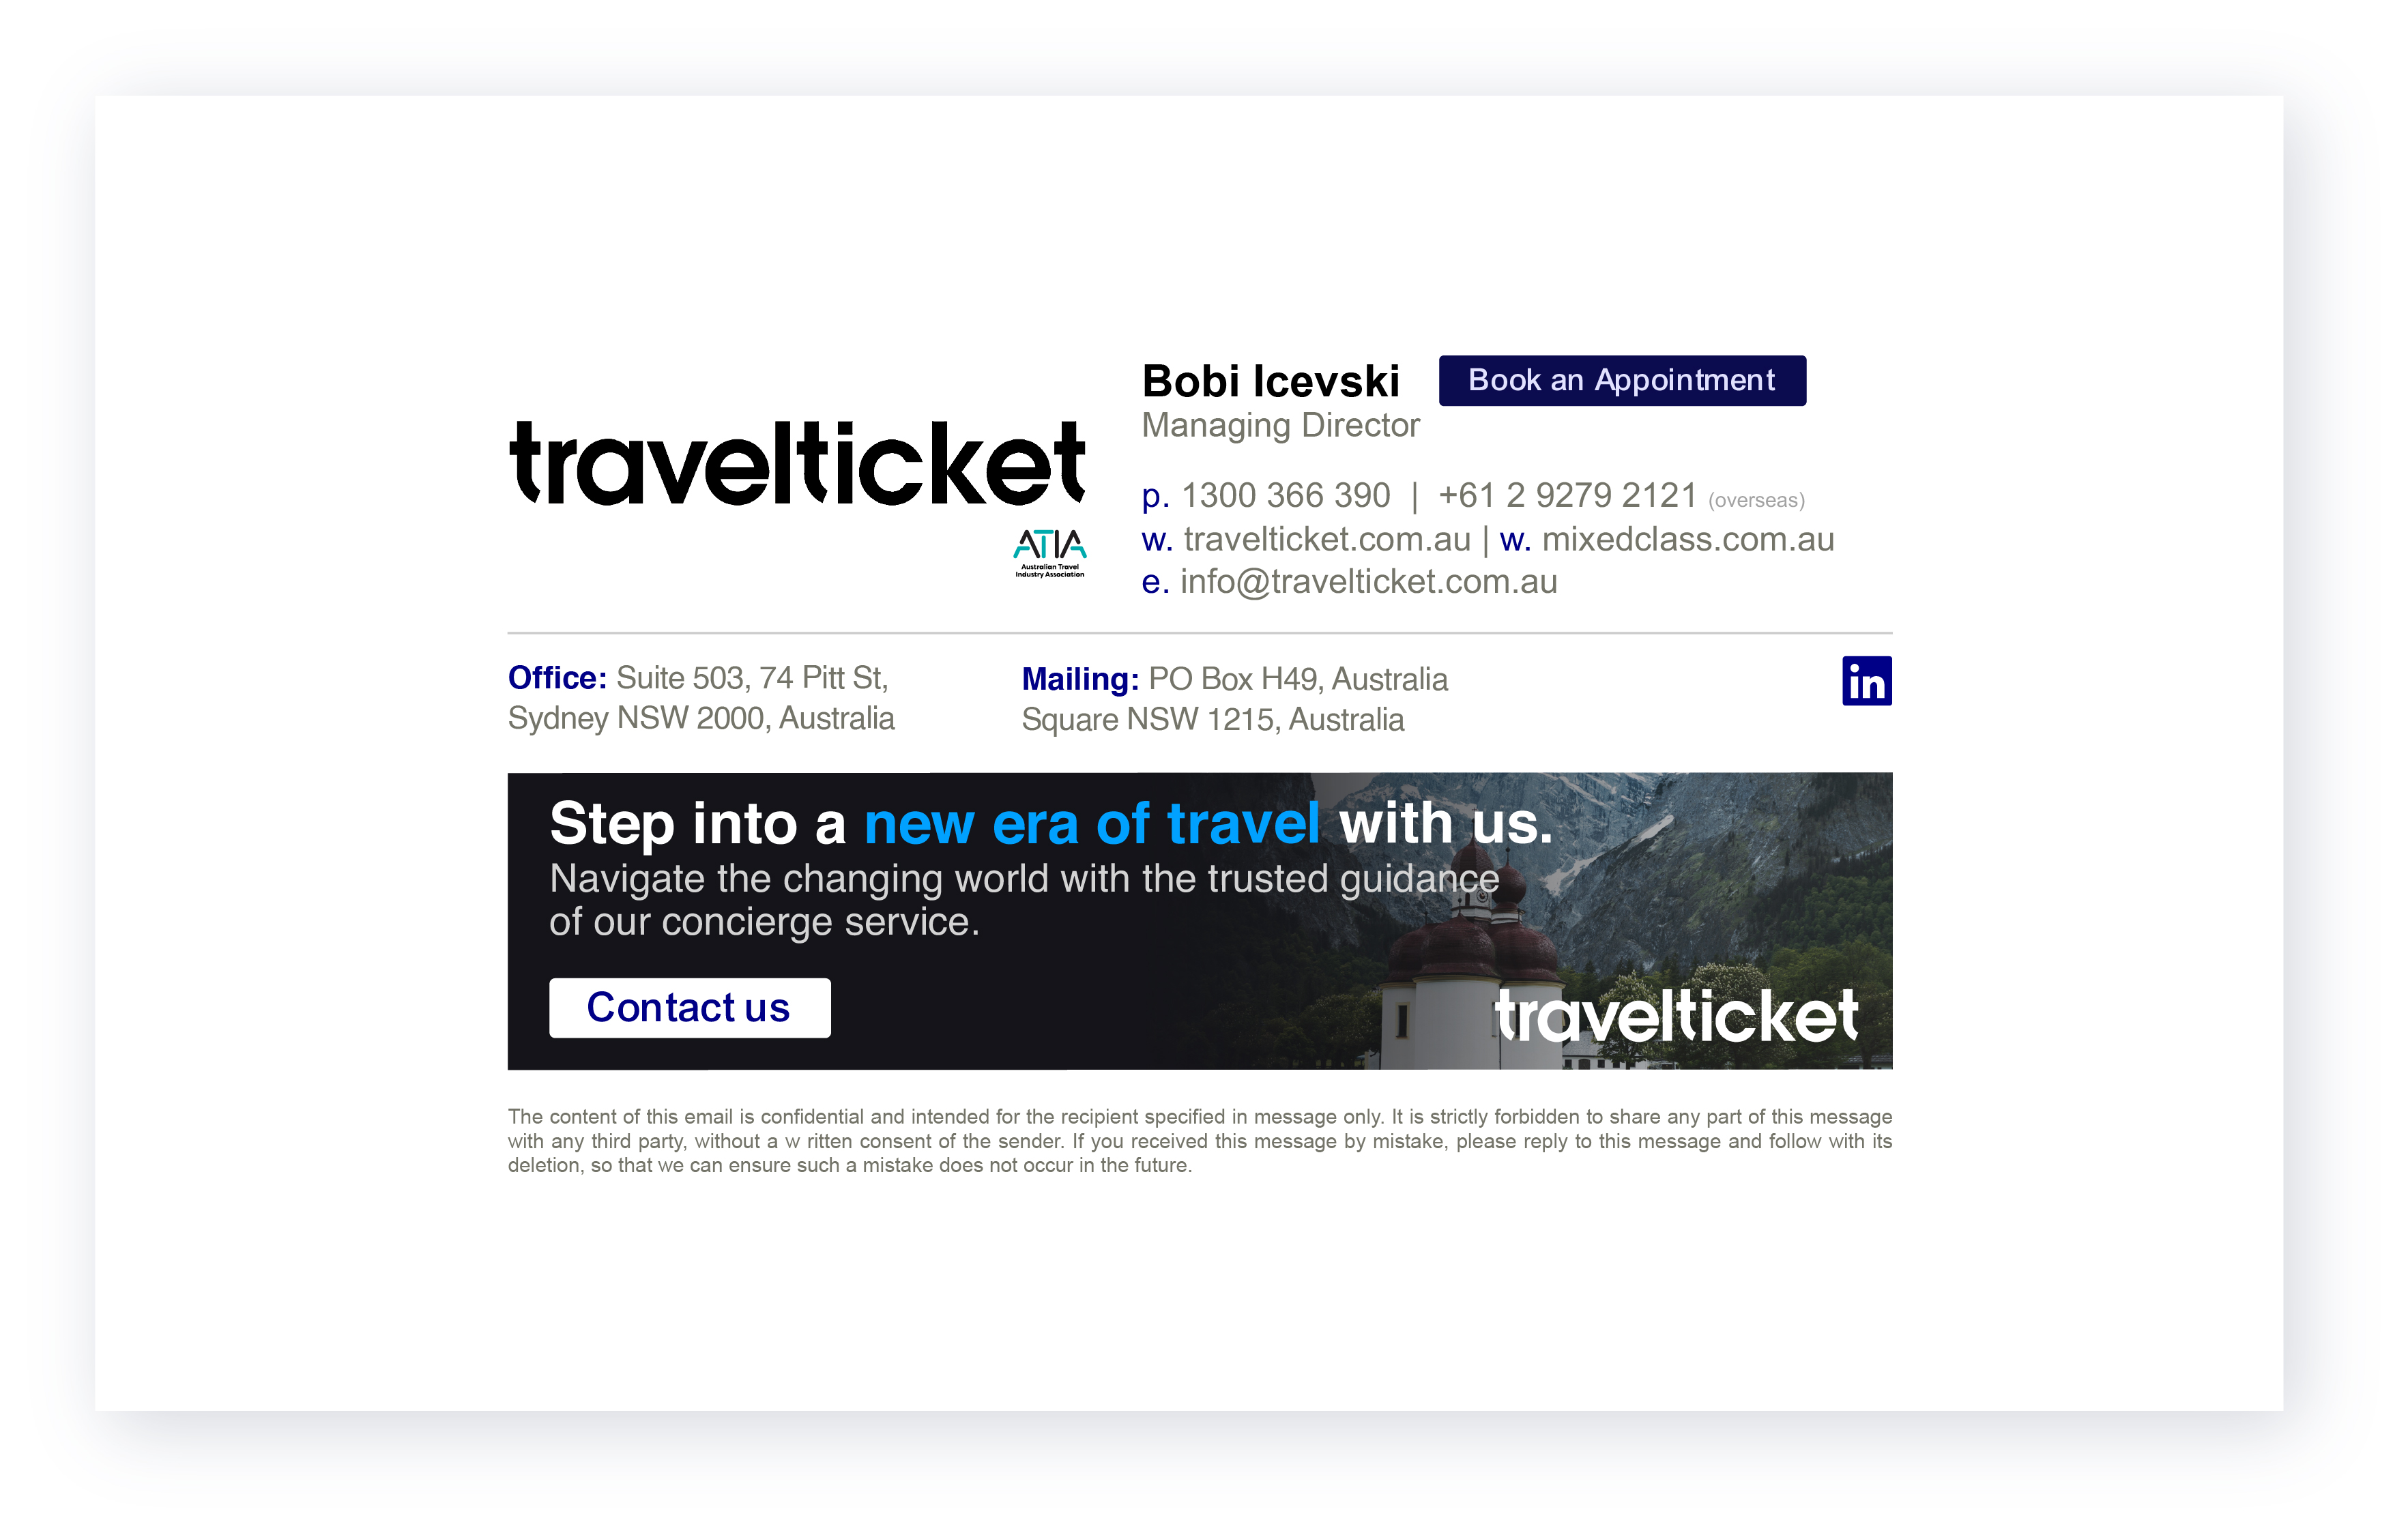 travelticket
ATIA
Australian Travel
Industry Association
Bobi Icevski
Book an Appointment
Managing Director
p. 1300 366 390 | +61 2 9279 2121 (overseas)
w. travelticket.com.au | w. mixedclass.com.au
e. info@travelticket.com.au
Office: Suite 503, 74 Pitt St,
Sydney NSW 2000, Australia
Mailing: PO Box H49, Australia
Square NSW 1215, Australia
in
Step into a new era of travel with us.
Navigate the changing world with the trusted guidance
of our concierge service.
Contact us
travelticket
The content of this email is confidential and intended for the recipient specified in message only. It is strictly forbidden to share any part of this message
with any third party, without a w ritten consent of the sender. If you received this message by mistake, please reply to this message and follow with its
deletion, so that we can ensure such a mistake does not occur in the future.